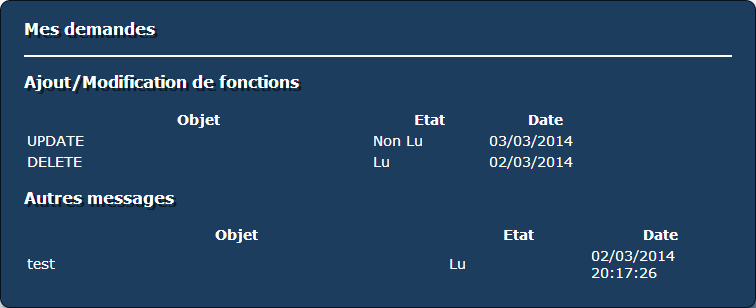 Mes demandes
Ajout/Modification de fonctions
Objet Etat Date
UPDATE Non Lu 03/03/2014
DELETE Lu 02/03/2014
Autres messages
Objet Etat Date
test Lu 02/03/2014
20:17:26